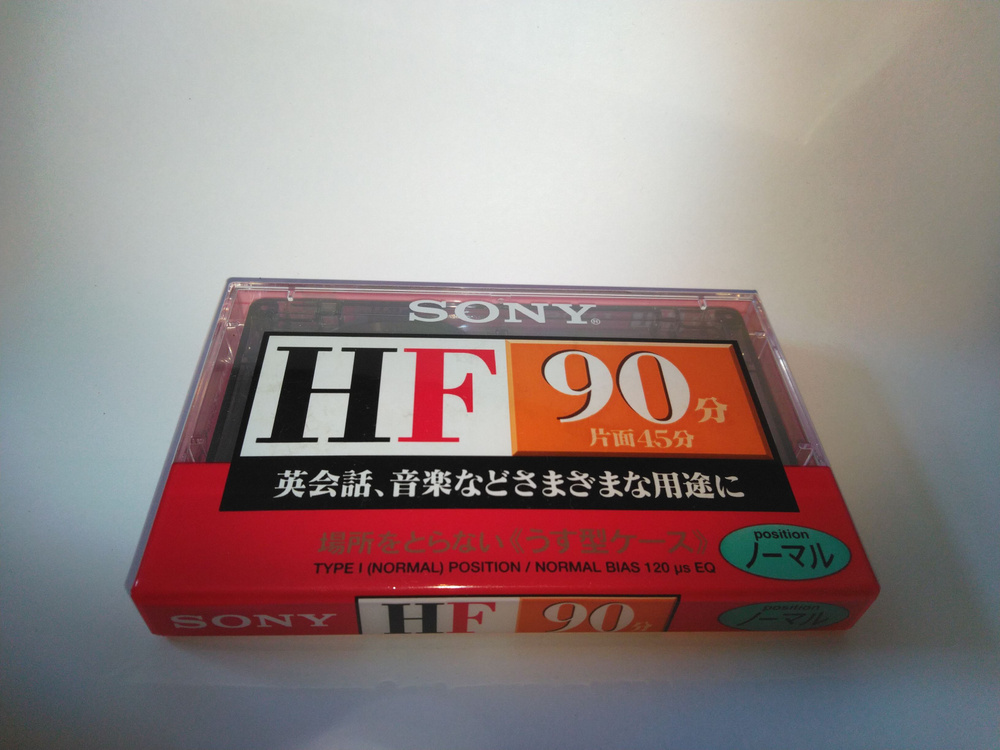 SONY®
HF 90分
片面45分
英会話、音楽などさまざまな用途に
場所をとらない《うす型ケース》
TYPE I (NORMAL) POSITION / NORMAL BIAS 120 µs EQ
position
ノーマル
SONY HF 90分
position
ノーマル